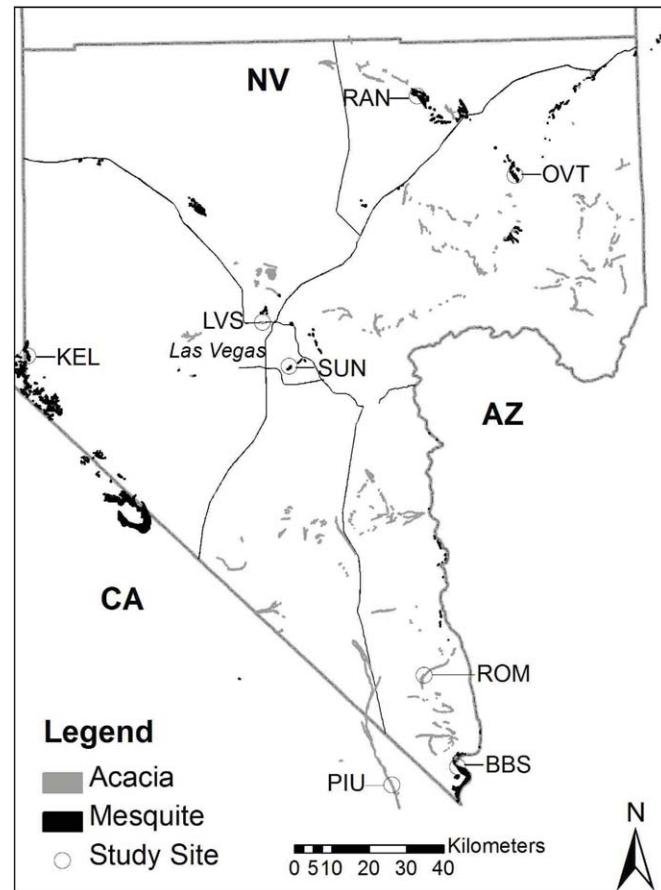 NV
RAN
OVT
LVS
Las Vegas
KEL
SUN
AZ
CA
ROM
Legend
Acacia
BBS
Mesquite
PIU
Study Site
N
Kilometers
0 5 10 20 30 40